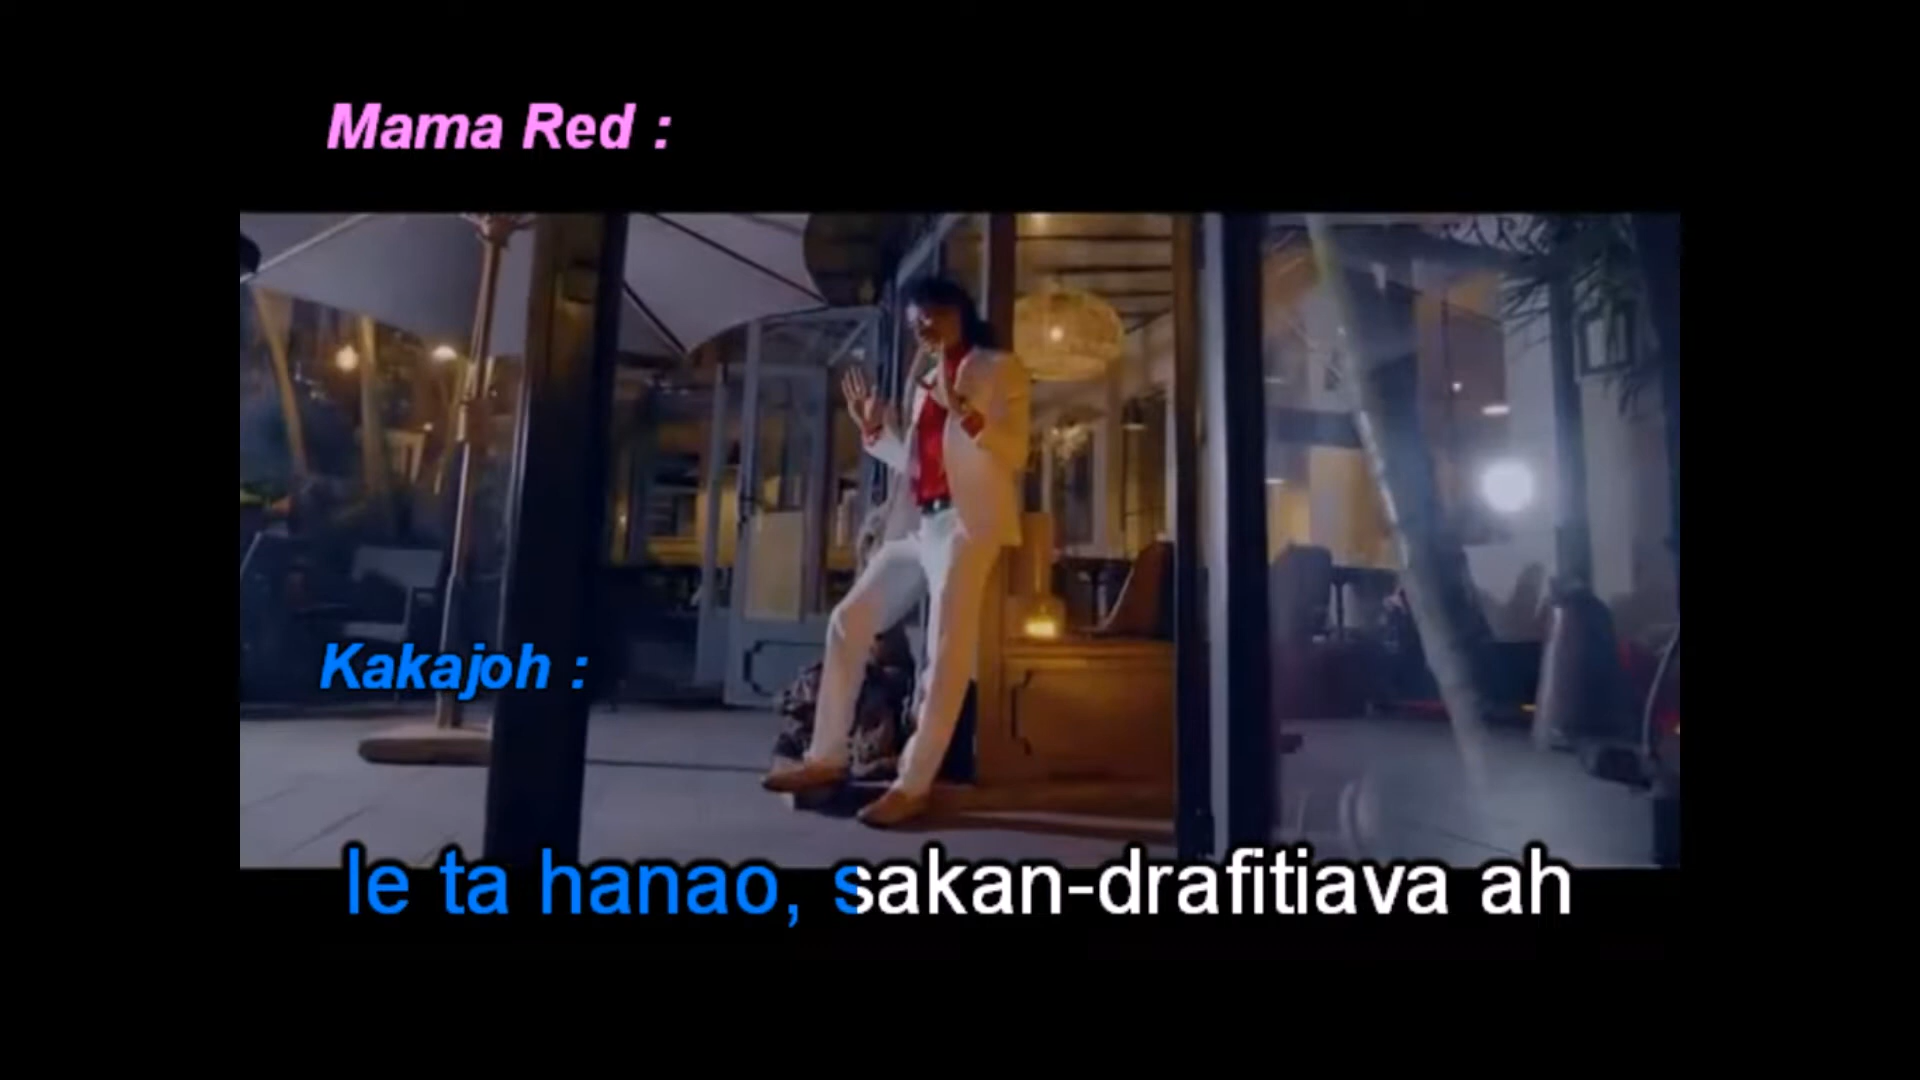 Mama Red :
Kakajoh :
le ta hanao, sakan-drafitiava ah